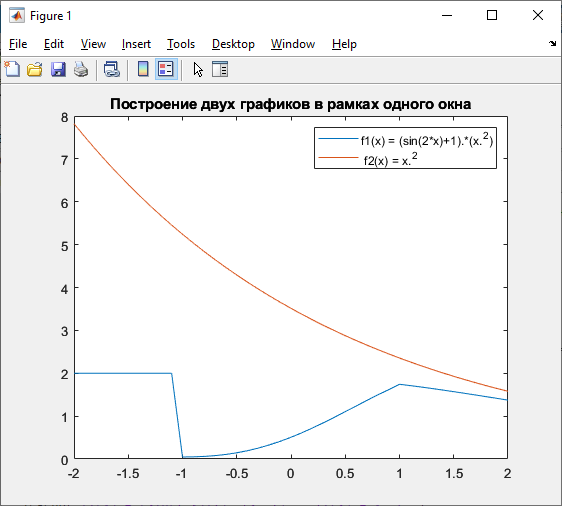 Figure 1
File Edit View Insert Tools Desktop Window Help
Построение двух графиков в рамках одного окна
f1(x) = (sin(2*x)+1).*(x.²)
f2(x) = x.²
8
7
6
5
4
3
2
1
0
-2 -1.5 -1 -0.5 0 0.5 1 1.5 2